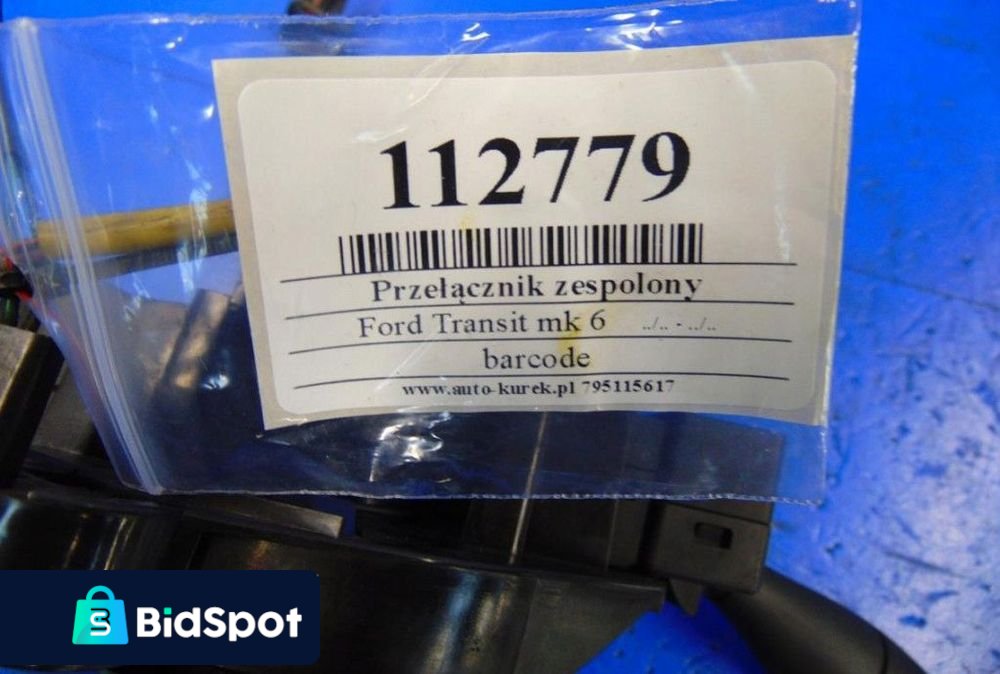 112779
Przełącznik zespolony
Ford Transit mk 6 ../.. - ../..
barcode
www.auto-kurek.pl 795115617
BidSpot